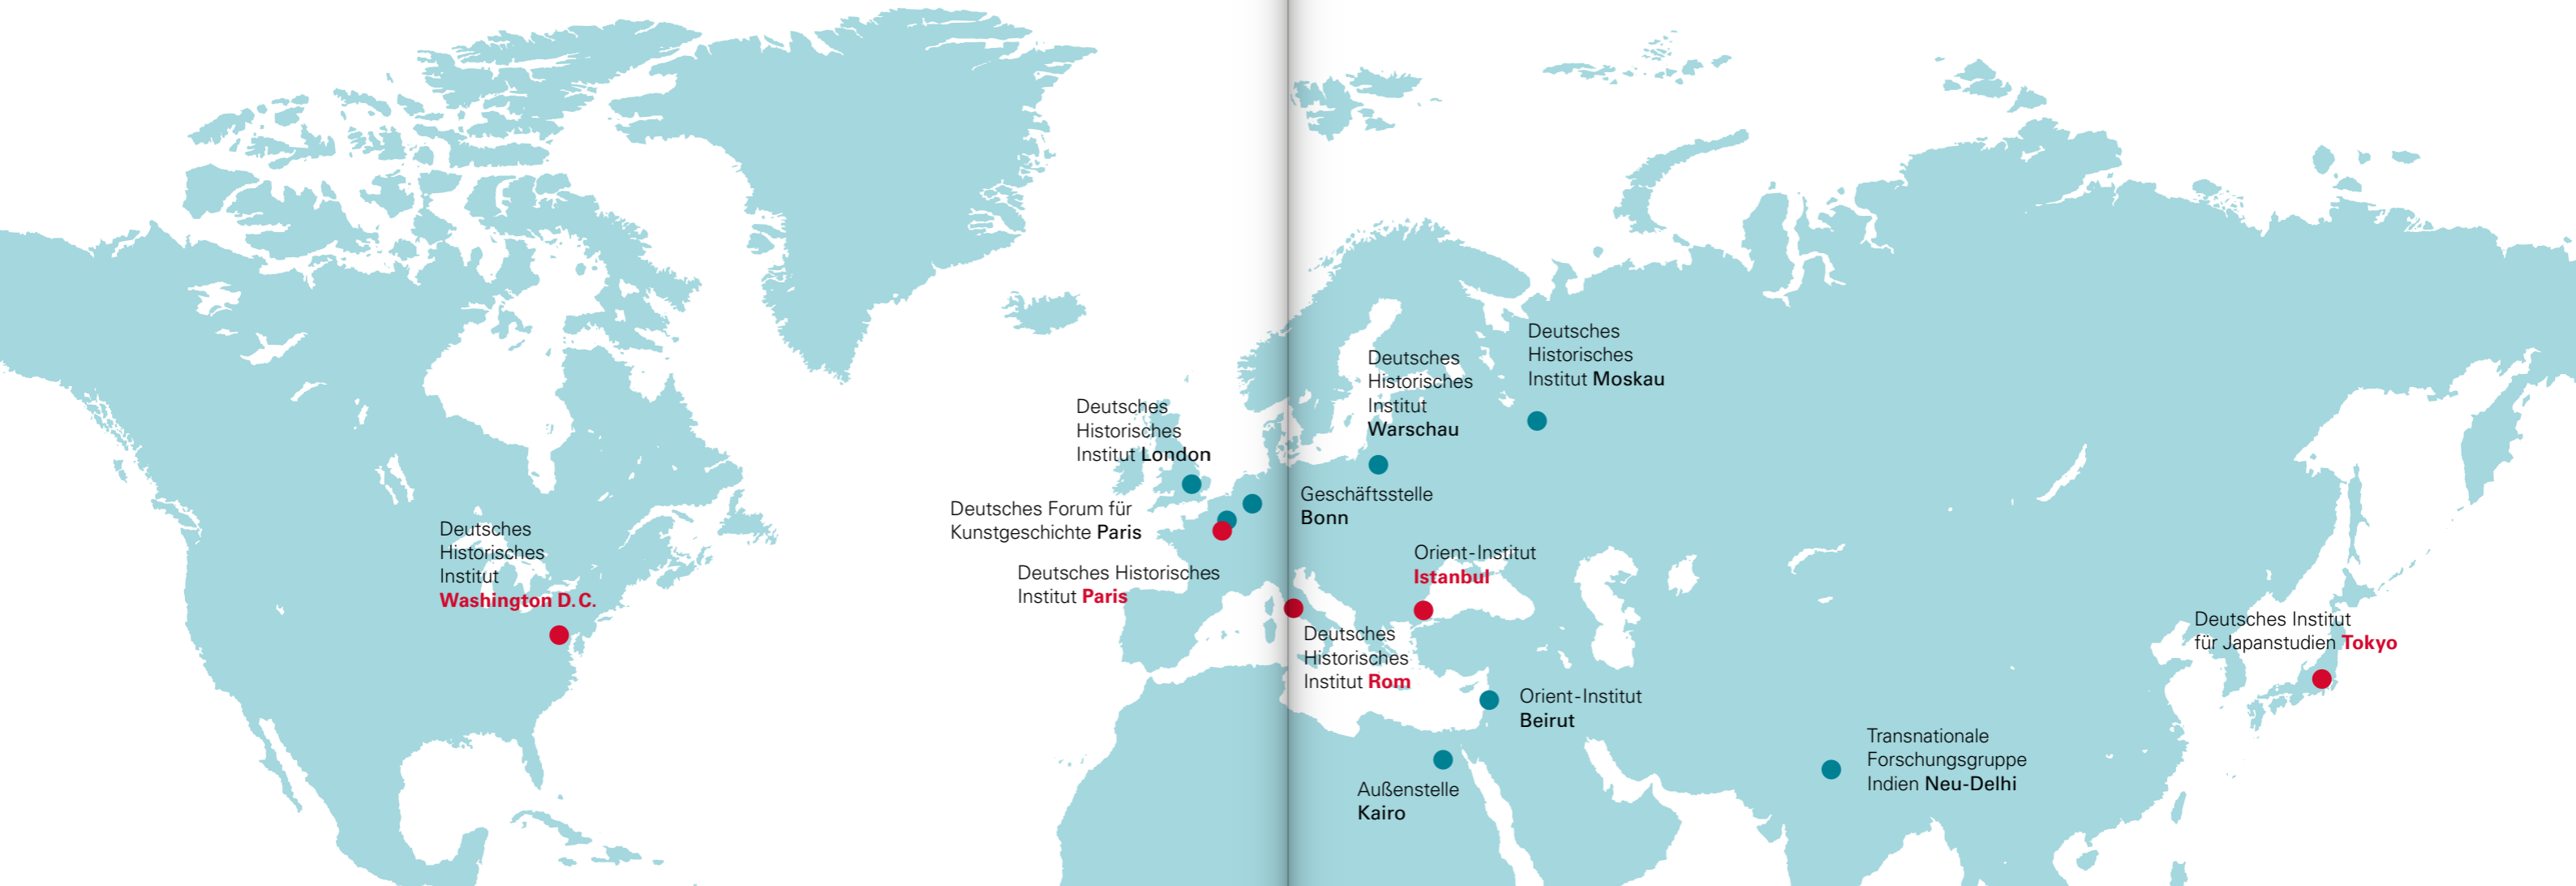 Deutsches
Historisches
Institut
Washington D.C.
Deutsches
Historisches
Institut London
Deutsches Forum für
Kunstgeschichte Paris
Deutsches Historisches
Institut Paris
Deutsches
Historisches
Institut
Warschau
Deutsches
Historisches
Institut Moskau
Geschäftsstelle
Bonn
Orient-Institut
Istanbul
Deutsches
Historisches
Institut Rom
Orient-Institut
Beirut
Außenstelle
Kairo
Transnationale
Forschungsgruppe
Indien Neu-Delhi
Deutsches Institut
für Japanstudien Tokyo